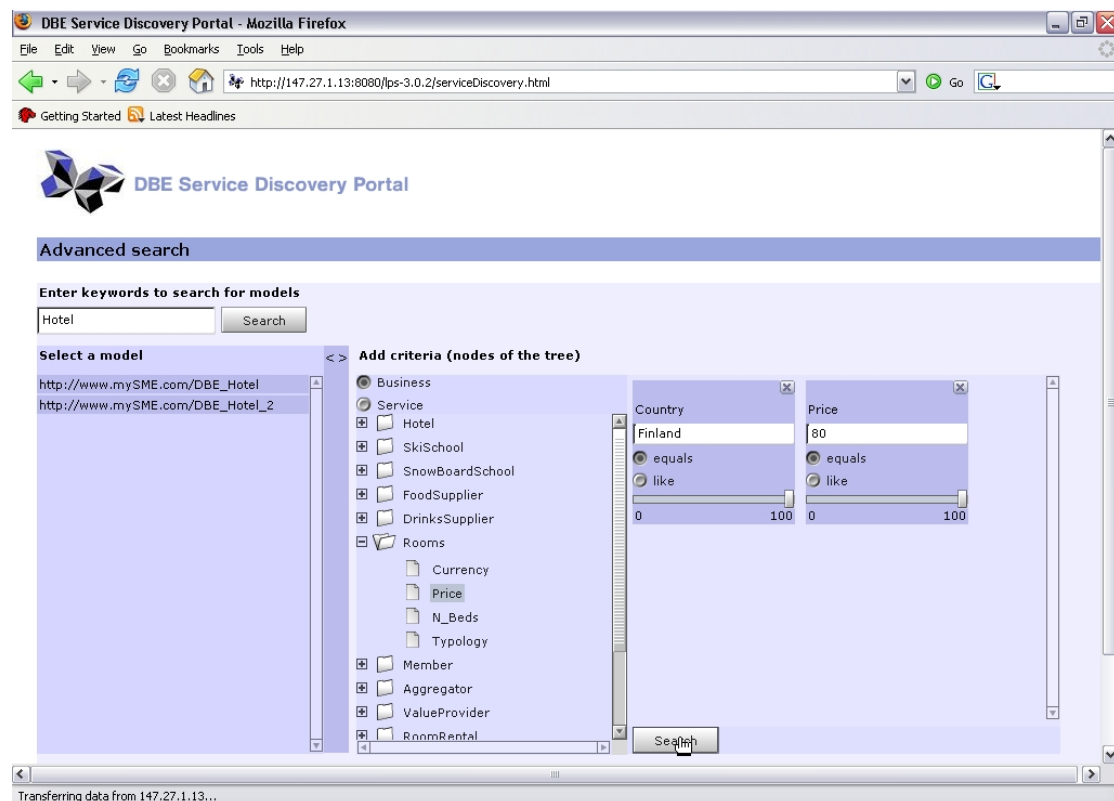 DBE Service Discovery Portal - Mozilla Firefox
File Edit View Go Bookmarks Tools Help
http://147.27.1.13:8080/lps-3.0.2/serviceDiscovery.html Go G
Getting Started Latest Headlines
DBE Service Discovery Portal
Advanced search
Enter keywords to search for models
Hotel Search
Select a model < > Add criteria (nodes of the tree)
http://www.mySME.com/DBE_Hotel
http://www.mySME.com/DBE_Hotel_2
Business
Service
Hotel
SkiSchool
SnowBoardSchool
FoodSupplier
DrinksSupplier
Rooms
Currency
Price
N_Beds
Typology
Member
Aggregator
ValueProvider
RoomRental
Country
Finland
equals
like
0 100
Price
80
equals
like
0 100
Search
Transferring data from 147.27.1.13...